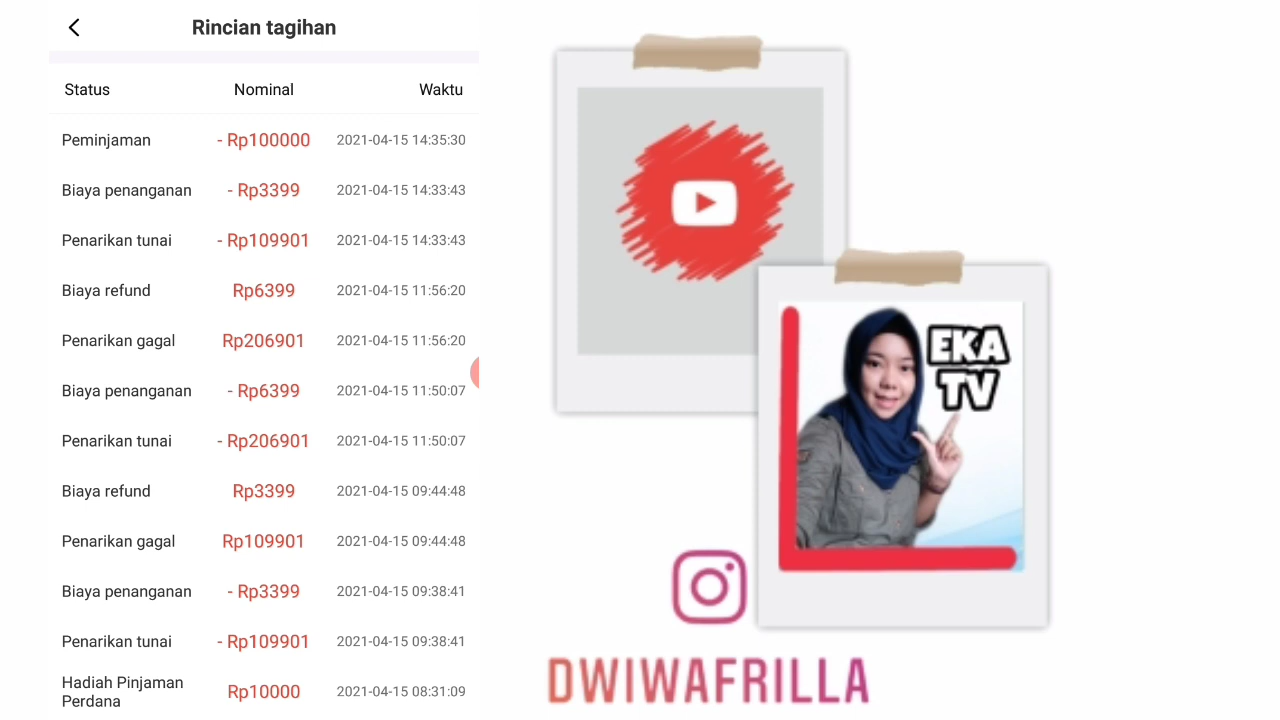 Rincian tagihan
Status Nominal Waktu
Peminjaman - Rp100000 2021-04-15 14:35:30
Biaya penanganan - Rp3399 2021-04-15 14:33:43
Penarikan tunai - Rp109901 2021-04-15 14:33:43
Biaya refund Rp6399 2021-04-15 11:56:20
Penarikan gagal Rp206901 2021-04-15 11:56:20
Biaya penanganan - Rp6399 2021-04-15 11:50:07
Penarikan tunai - Rp206901 2021-04-15 11:50:07
Biaya refund Rp3399 2021-04-15 09:44:48
Penarikan gagal Rp109901 2021-04-15 09:44:48
Biaya penanganan - Rp3399 2021-04-15 09:38:41
Penarikan tunai - Rp109901 2021-04-15 09:38:41
Hadiah Pinjaman
Perdana Rp10000 2021-04-15 08:31:09
EKA
TV
DWIWAFRILLA